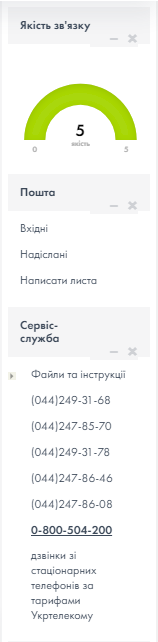 Якість зв'язку
5
якість
0 5
Пошта
Вхідні
Надіслані
Написати листа
Сервіс-
служба
Файли та інструкції
(044)249-31-68
(044)247-85-70
(044)249-31-78
(044)247-86-46
(044)247-86-08
0-800-504-200
дзвінки зі
стаціонарних
телефонів за
тарифами
Укртелекому